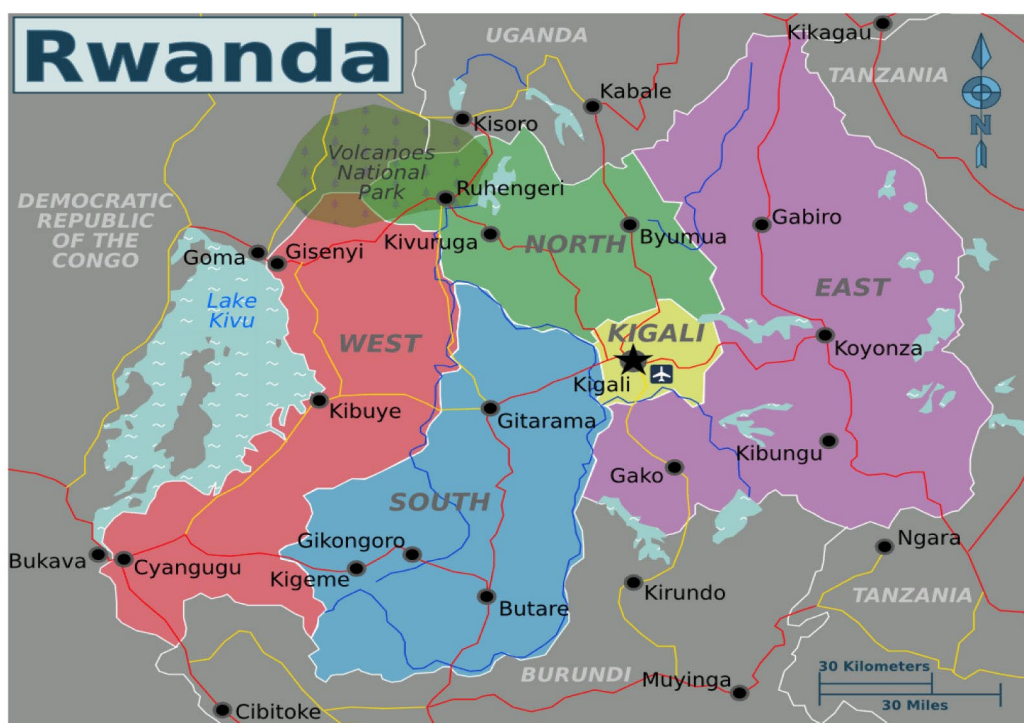 Rwanda
UGANDA
Kikagau
TANZANIA
N
Kabale
Kisoro
Volcanoes
National
Park
Ruhengeri
DEMOCRATIC
REPUBLIC
OF THE
CONGO
Goma
Gisenyi
Kivuruga
NORTH
Byumua
Gabiro
EAST
Lake
Kivu
WEST
KIGALI
Koyonza
Kigali
Kibuye
Gitarama
Kibungu
Gako
SOUTH
Gikongoro
Kigeme
Bukava
Cyangugu
Butare
Kirundo
Ngara
TANZANIA
BURUNDI
Muyinga
Cibitoke
30 Kilometers
30 Miles